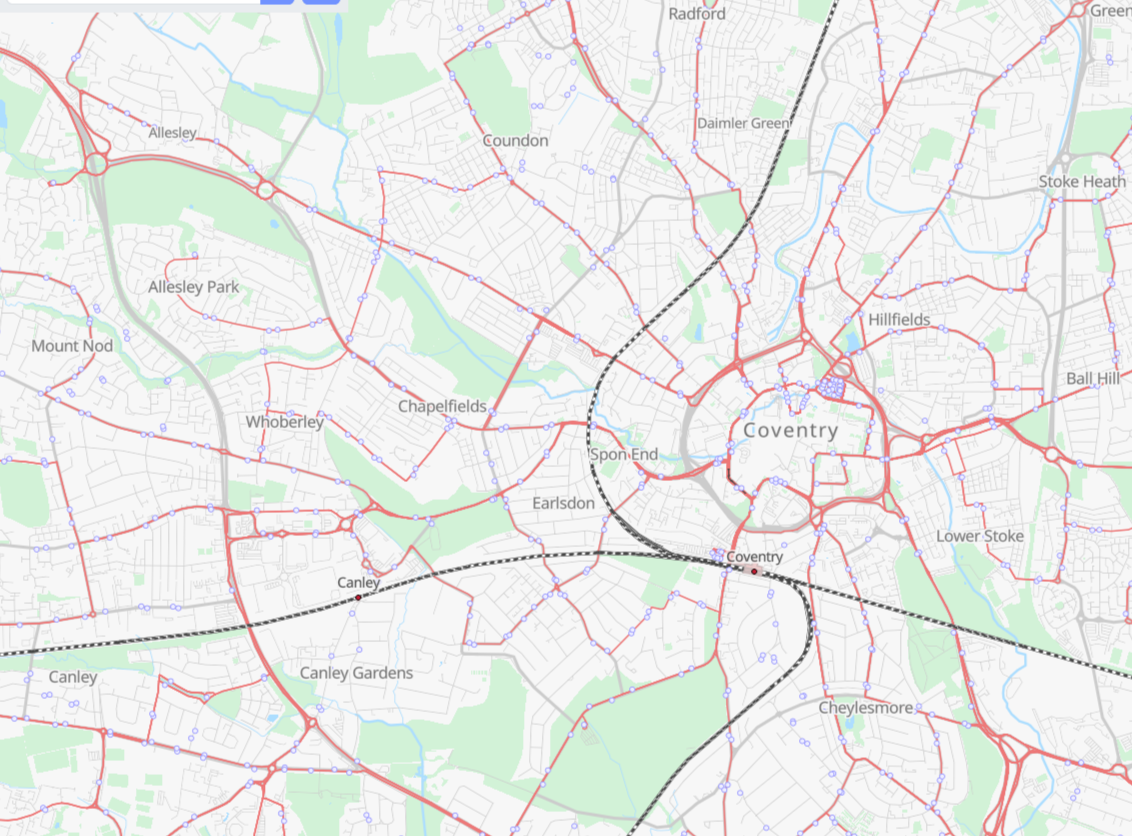 Radford
Green
Allesley
Coundon
Daimler Green
Stoke Heath
Allesley Park
Hillfields
Mount Nod
Ball Hill
Chapelfields
Whoberley
Coventry
Spon End
Earlsdon
Lower Stoke
Coventry
Canley
Canley
Canley Gardens
Cheylesmore